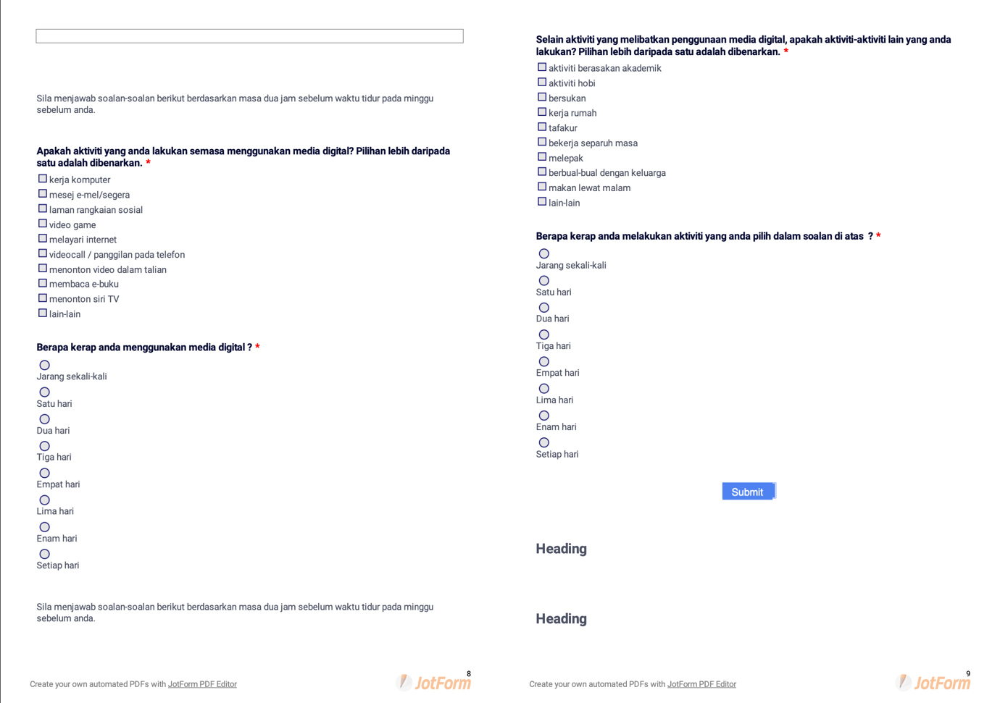 Sila menjawab soalan-soalan berikut berdasarkan masa dua jam sebelum waktu tidur pada minggu
sebelum anda.
Apakah aktiviti yang anda lakukan semasa menggunakan media digital? Pilihan lebih daripada
satu adalah dibenarkan. *
kerja komputer
mesej e-mel/segera
laman rangkaian sosial
video game
melayari internet
videocall / panggilan pada telefon
menonton video dalam talian
membaca e-buku
menonton siri TV
lain-lain
Berapa kerap anda menggunakan media digital ? *
Jarang sekali-kali
Satu hari
Dua hari
Tiga hari
Empat hari
Lima hari
Enam hari
Setiap hari
Sila menjawab soalan-soalan berikut berdasarkan masa dua jam sebelum waktu tidur pada minggu
sebelum anda.
8
Create your own automated PDFs with JotForm PDF Editor
JotForm
Selain aktiviti yang melibatkan penggunaan media digital, apakah aktiviti-aktiviti lain yang anda
lakukan? Pilihan lebih daripada satu adalah dibenarkan. *
aktiviti berasakan akademik
aktiviti hobi
bersukan
kerja rumah
tafakur
bekerja separuh masa
melepak
berbual-bual dengan keluarga
makan lewat malam
lain-lain
Berapa kerap anda melakukan aktiviti yang anda pilih dalam soalan di atas ? *
Jarang sekali-kali
Satu hari
Dua hari
Tiga hari
Empat hari
Lima hari
Enam hari
Setiap hari
Submit
Heading
Heading
9
Create your own automated PDFs with JotForm PDF Editor
JotForm